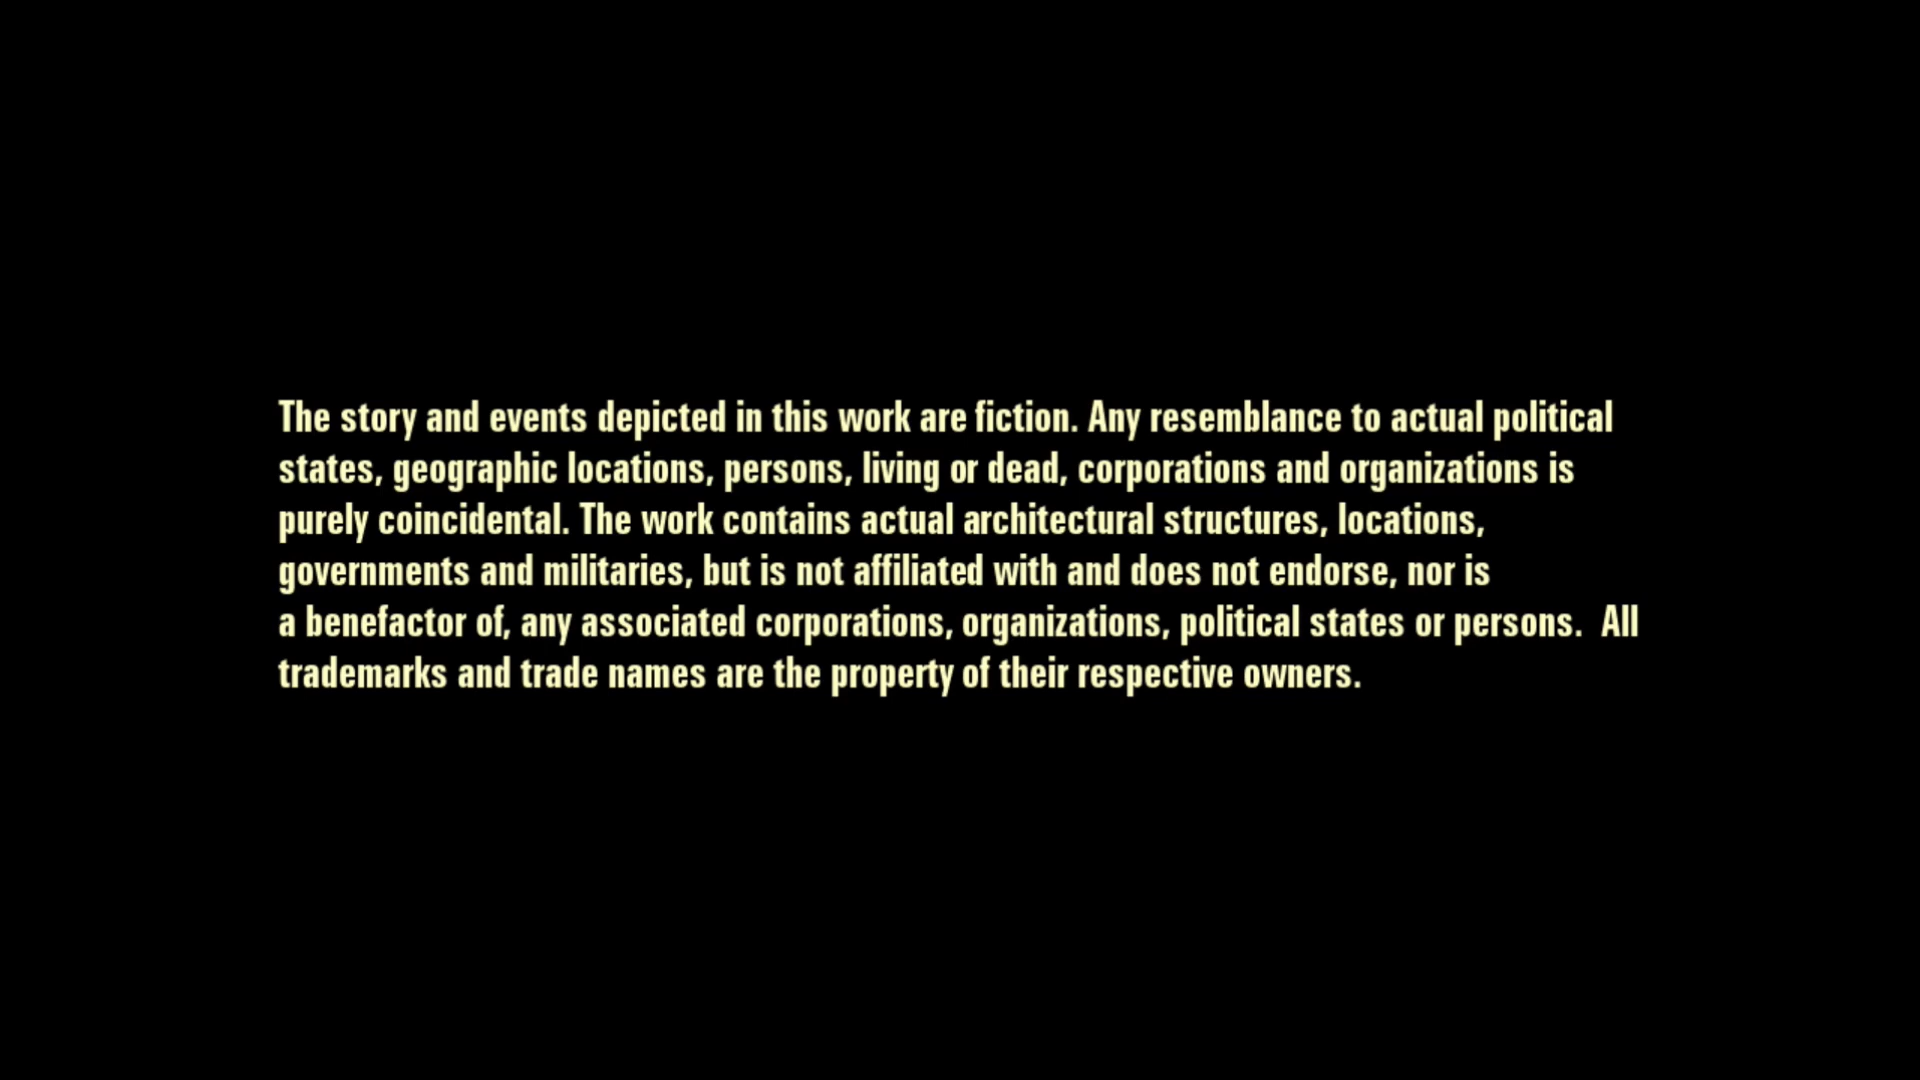 The story and events depicted in this work are fiction. Any resemblance to actual political
states, geographic locations, persons, living or dead, corporations and organizations is
purely coincidental. The work contains actual architectural structures, locations,
governments and militaries, but is not affiliated with and does not endorse, nor is
a benefactor of, any associated corporations, organizations, political states or persons.  All
trademarks and trade names are the property of their respective owners.